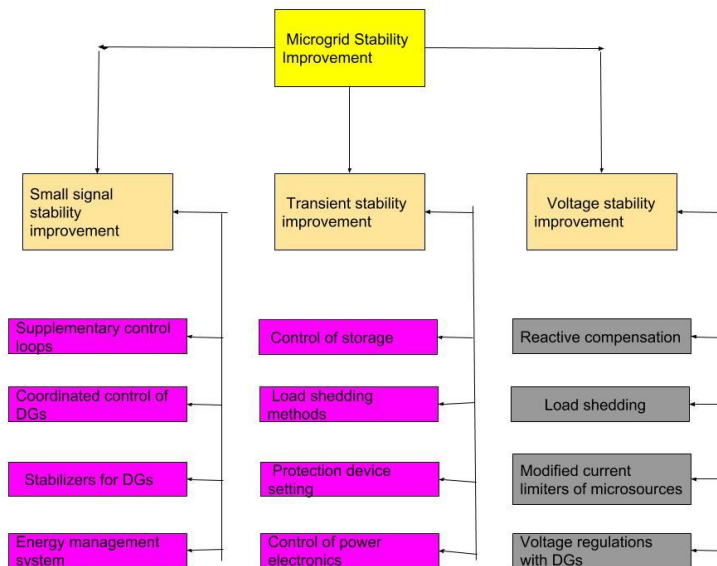 Microgrid Stability
Improvement
Small signal
stability
improvement
Transient stability
improvement
Voltage stability
improvement
Supplementary control
loops
Control of storage
Reactive compensation
Coordinated control of
DGs
Load shedding
methods
Load shedding
Stabilizers for DGs
Protection device
setting
Modified current
limiters of microsources
Energy management
system
Control of power
electronics
Voltage regulations
with DGs